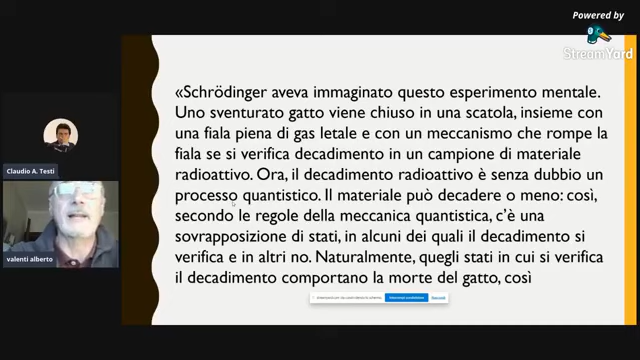 Powered by
StreamYard
«Schrödinger aveva immaginato questo esperimento mentale.
Uno sventurato gatto viene chiuso in una scatola, insieme con
una fiala piena di gas letale e con un meccanismo che rompe la
fiala se si verifica decadimento in un campione di materiale
radioattivo. Ora, il decadimento radioattivo è senza dubbio un
processo quantistico. Il materiale può decadere o meno: così,
secondo le regole della meccanica quantistica, c'è una
sovrapposizione di stati, in alcuni dei quali il decadimento si
verifica e in altri no. Naturalmente, quegli stati in cui si verifica
il decadimento comportano la morte del gatto, così
Claudio A. Testi
valenti alberto